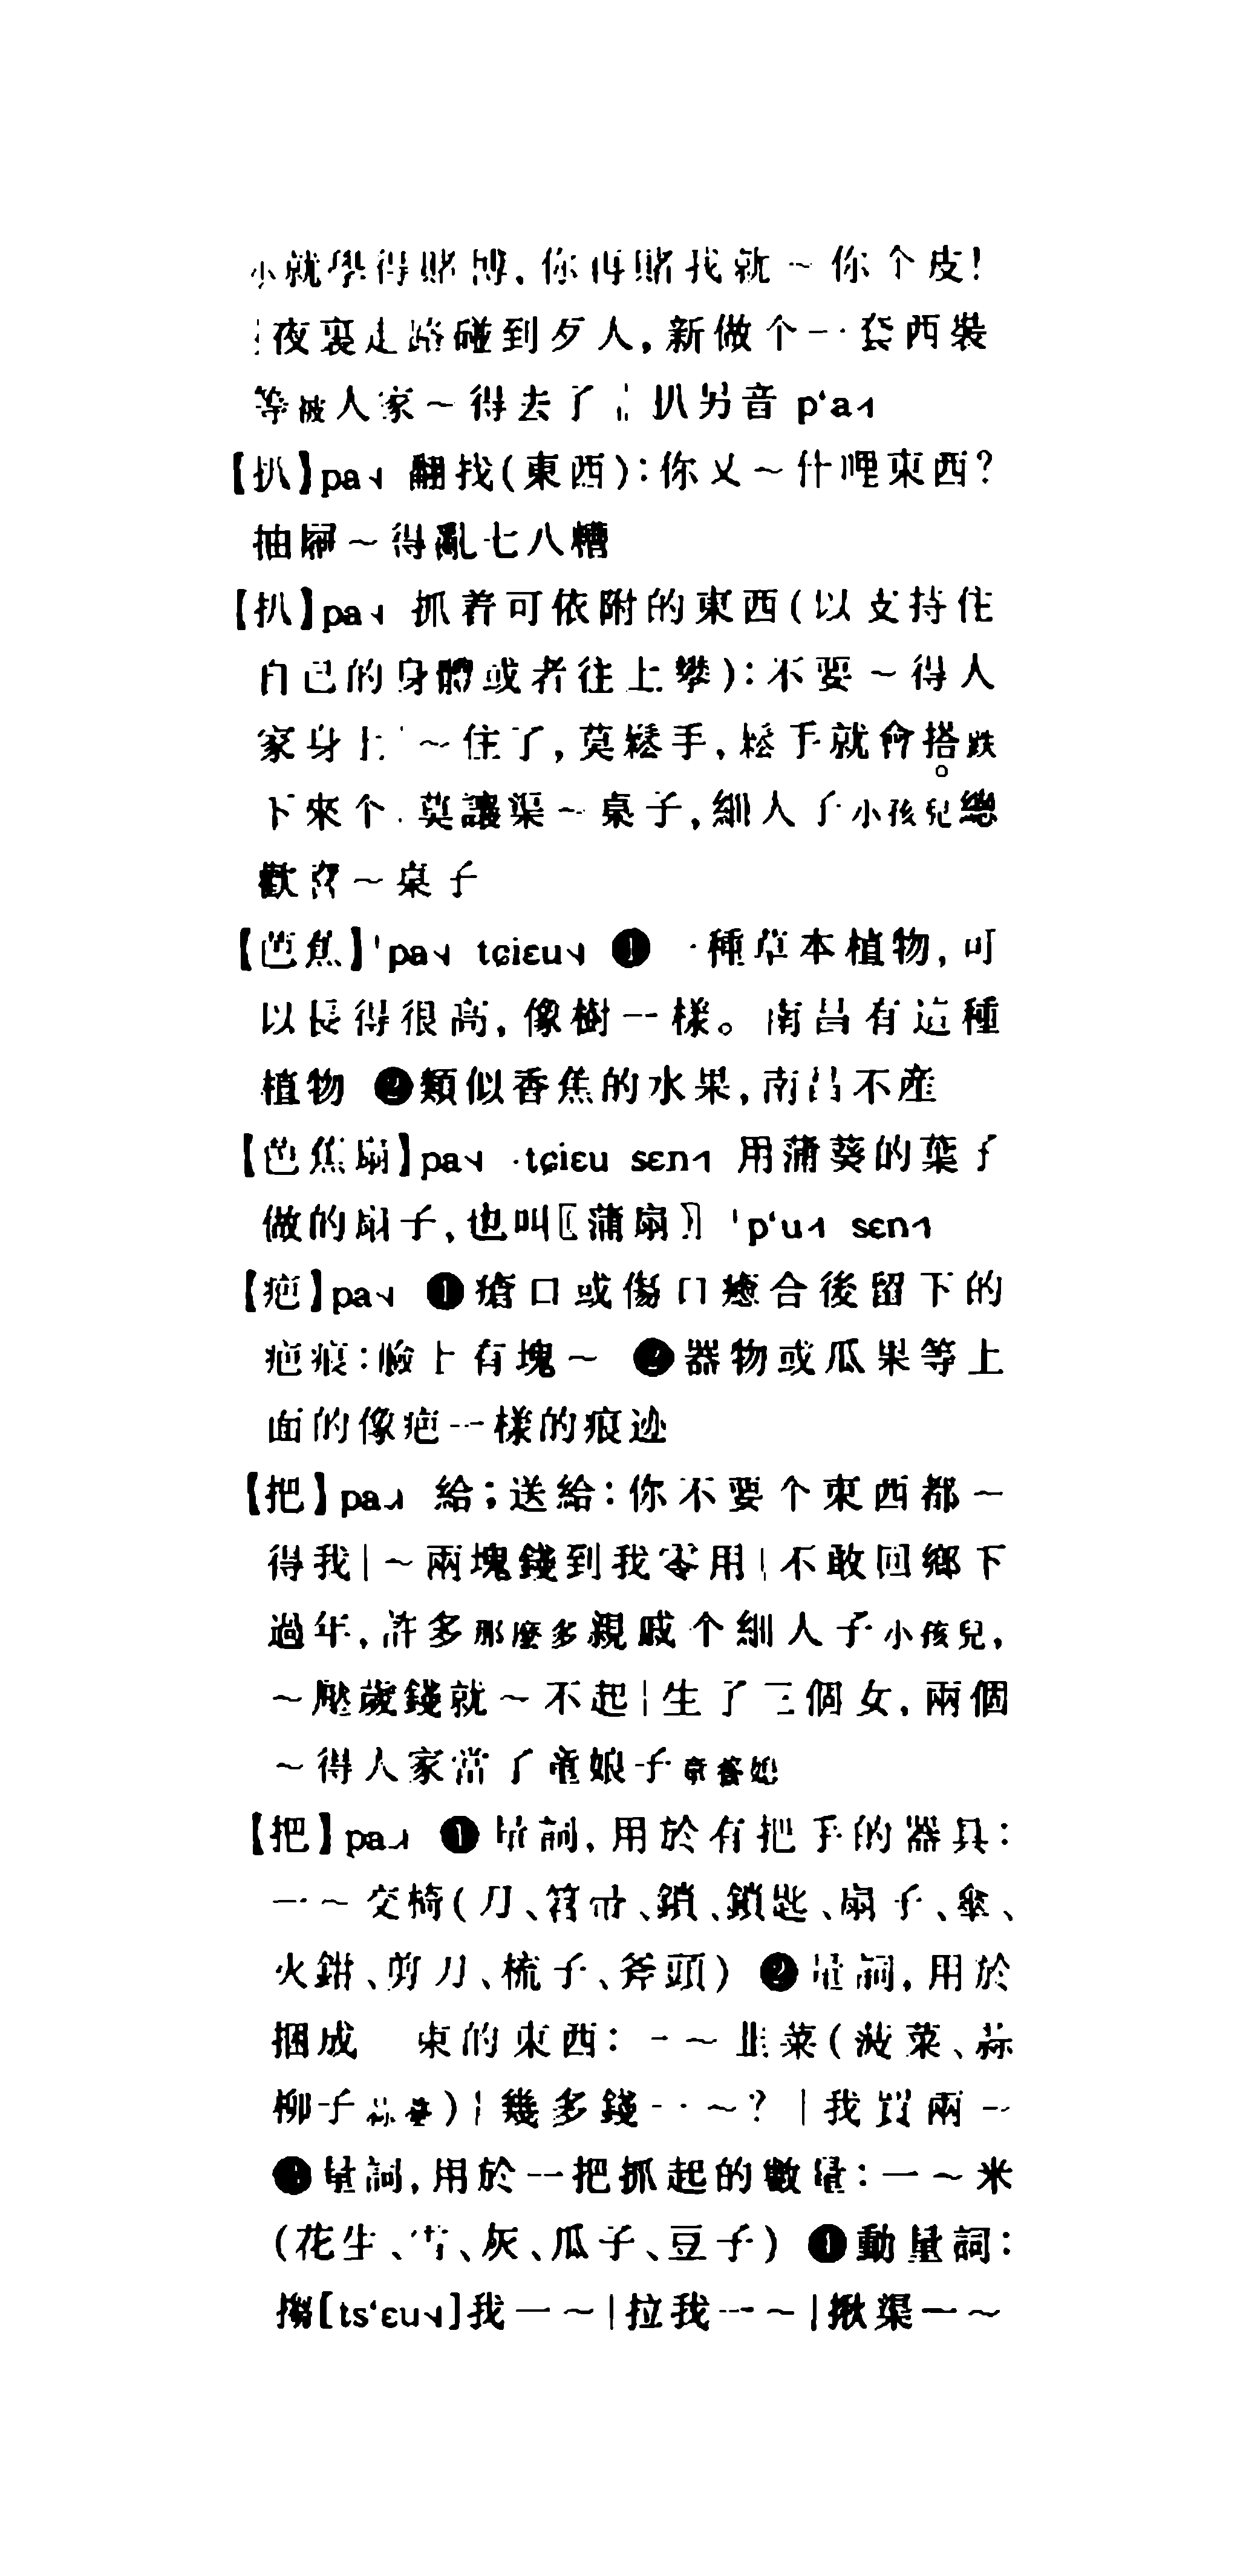 小就學得賭博,你再賭我就~你个皮!
|夜裏走路碰到歹人,新做个一套西裝
等被人家~得去了‖扒另音 pʻa˧˥
【扒】pa˦˨ 翻找(東西):你又~什哩東西?
抽屜~得亂七八糟
【扒】pa˦˨ 抓着可依附的東西(以支持住
自己的身體或者往上攀):不要~得人
家身上|~住了,莫鬆手,鬆手就會搭跌
下來个|莫讓渠~桌子,細人子小孩兒總
歡喜~桌子
【芭蕉】ˈpa˦˨ tɕiɛu˦˨ ❶ 一種草本植物,可
以長得很高,像樹一樣。南昌有這種
植物 ❷類似香蕉的水果,南昌不産
【芭蕉扇】pa˦˨ ·tɕiɛu sɛn˧˥ 用蒲葵的葉子
做的扇子,也叫〖蒲扇〗ˈpʻu˧˥ sɛn˧˥
【疤】pa˦˨ ❶瘡口或傷口癒合後留下的
疤痕:臉上有塊~ ❷器物或瓜果等上
面的像疤一樣的痕迹
【把】pa˨˩˧ 給;送給:你不要个東西都~
得我|~兩塊錢到我零用|不敢回鄉下
過年,許多那麼多親戚个細人子小孩兒,
~壓歲錢就~不起|生了三個女,兩個
~得人家當了童娘子童養媳
【把】pa˨˩˧ ❶量詞,用於有把手的器具:
一~交椅(刀、笤帚、鎖、鎖匙、扇子、傘、
火鉗、剪刀、梳子、斧頭) ❷量詞,用於
捆成一束的東西:一~韭菜(菠菜、蒜
柳子蒜薹)|幾多錢一~?|我買兩~
❸量詞,用於一把抓起的數量:一~米
(花生、雪、灰、瓜子、豆子) ❹動量詞:
搊[tsʻɛu˦˨]我一~|拉我一~|揪渠一~